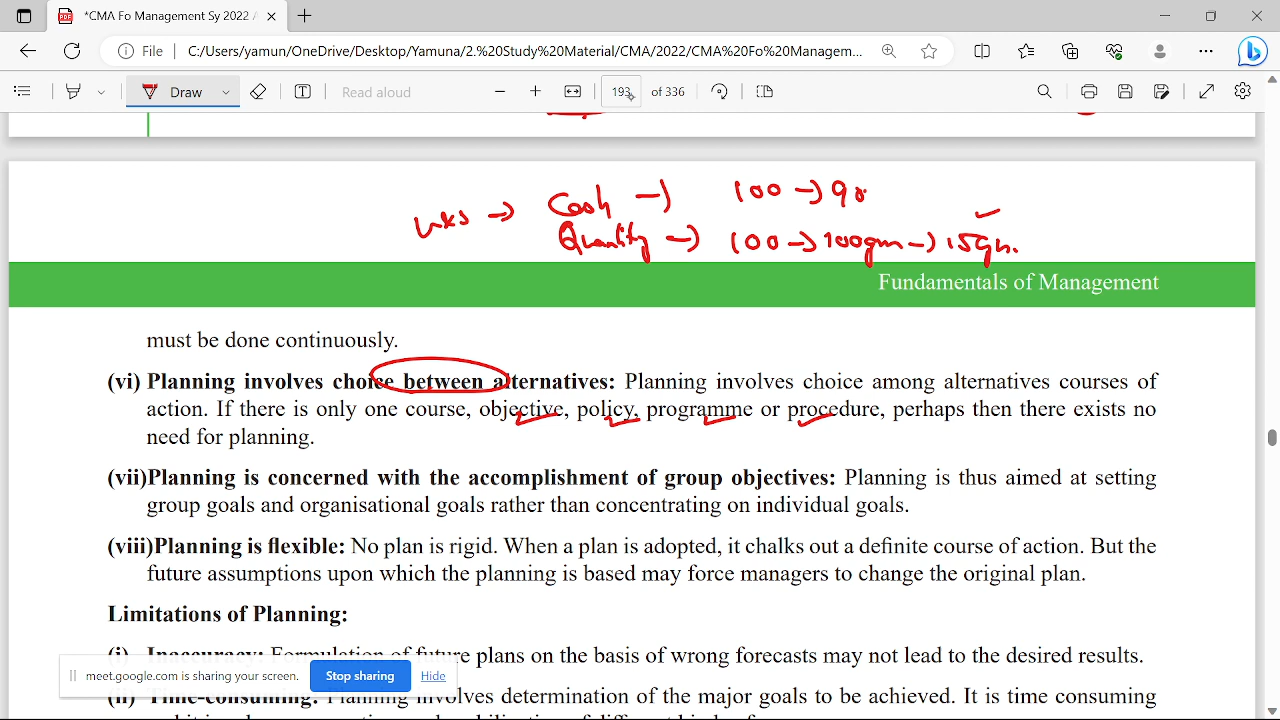 *CMA Fo Management Sy 2022
File C:/Users/yamun/OneDrive/Desktop/Yamuna/2.%20Study%20Material/CMA/2022/CMA%20Fo%20Managem...
Draw Read aloud 193 of 336
Cash → 100 → 90
Quantity → 100 → 100gm → 15gm.
Fundamentals of Management
must be done continuously.
(vi) Planning involves choice between alternatives: Planning involves choice among alternatives courses of
action. If there is only one course, objective, policy, programme or procedure, perhaps then there exists no
need for planning.
(vii)Planning is concerned with the accomplishment of group objectives: Planning is thus aimed at setting
group goals and organisational goals rather than concentrating on individual goals.
(viii)Planning is flexible: No plan is rigid. When a plan is adopted, it chalks out a definite course of action. But the
future assumptions upon which the planning is based may force managers to change the original plan.
Limitations of Planning:
(i) Inaccuracy: Formulation of future plans on the basis of wrong forecasts may not lead to the desired results.
meet.google.com is sharing your screen. Stop sharing Hide
(ii) Time-consuming: Planning involves determination of the major goals to be achieved. It is time consuming